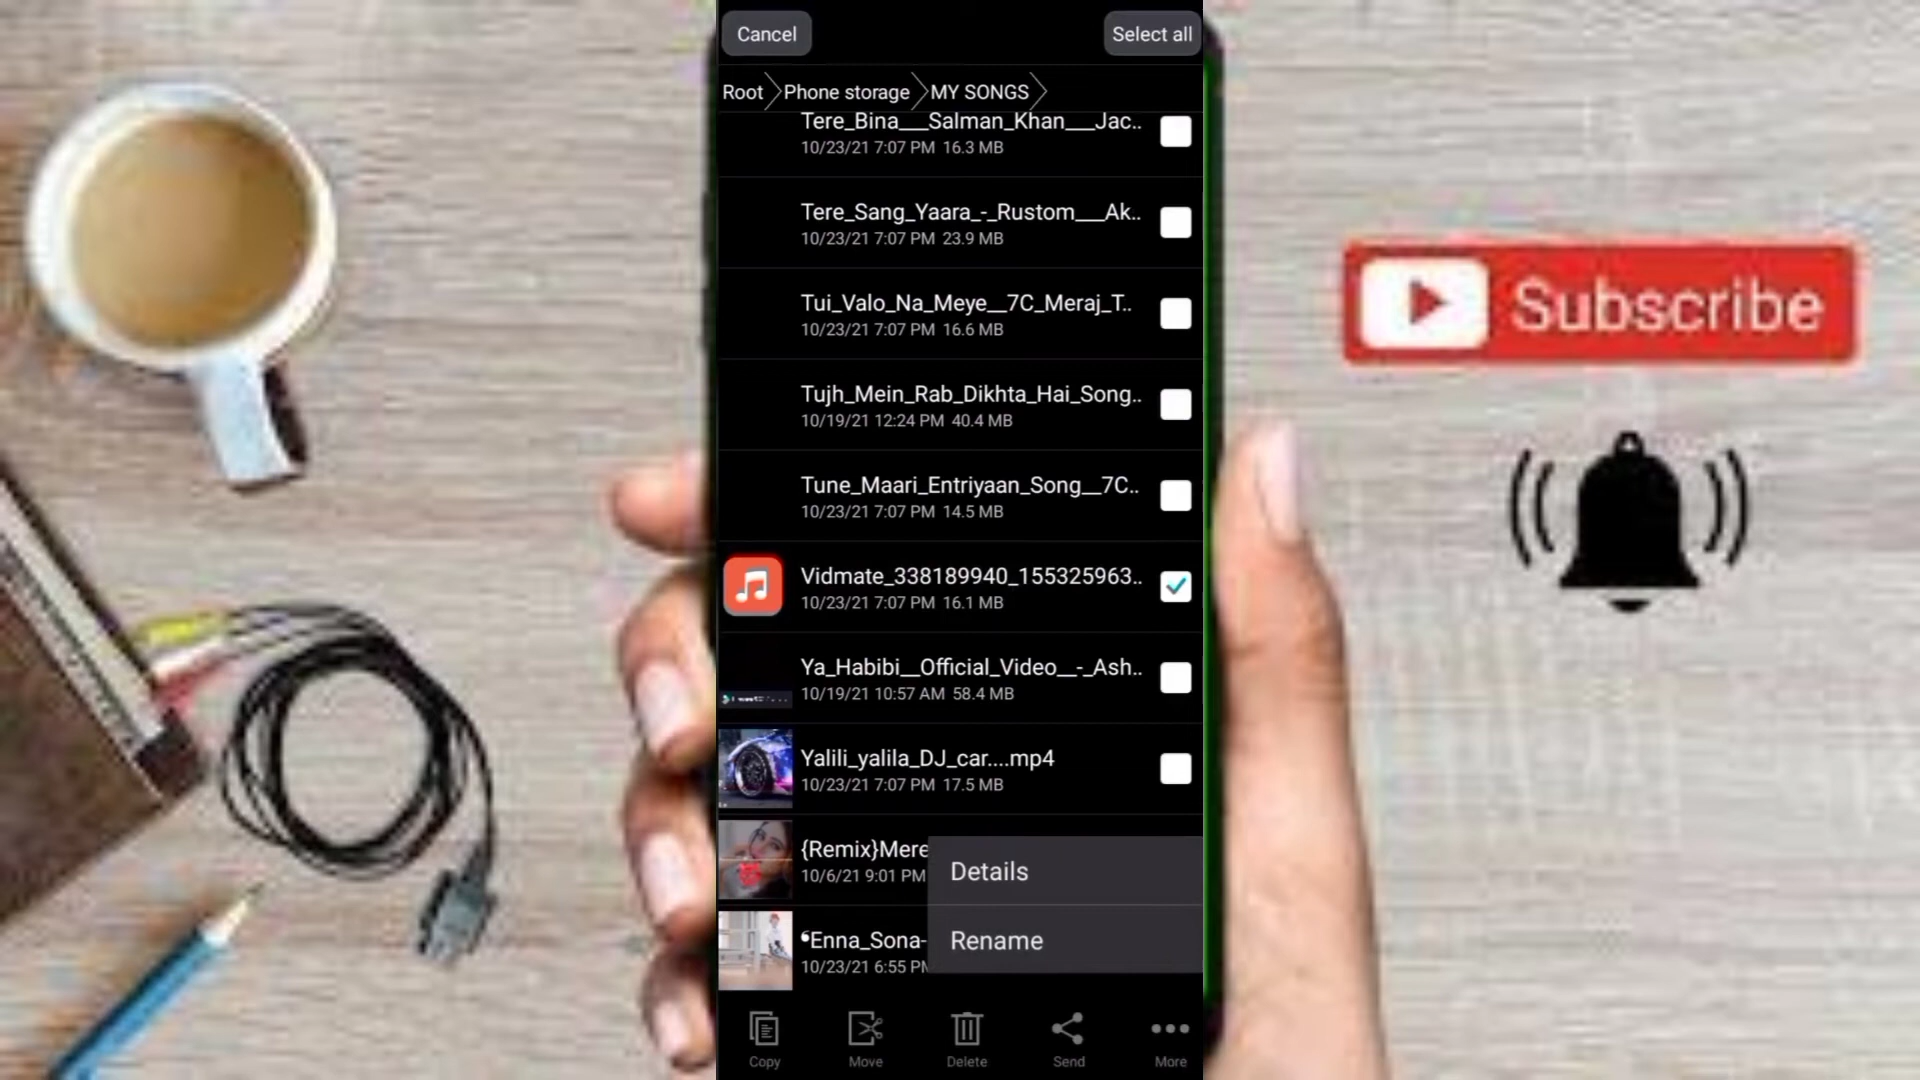 Cancel
Select all
Root
Phone storage
MY SONGS
Tere_Bina___Salman_Khan___Jac..
10/23/21 7:07 PM 16.3 MB
Tere_Sang_Yaara_-_Rustom___Ak..
10/23/21 7:07 PM 23.9 MB
Tui_Valo_Na_Meye__7C_Meraj_T..
10/23/21 7:07 PM 16.6 MB
Tujh_Mein_Rab_Dikhta_Hai_Song..
10/19/21 12:24 PM 40.4 MB
Tune_Maari_Entriyaan_Song__7C..
10/23/21 7:07 PM 14.5 MB
Vidmate_338189940_155325963..
10/23/21 7:07 PM 16.1 MB
Ya_Habibi__Official_Video__-_Ash..
10/19/21 10:57 AM 58.4 MB
Yalili_yalila_DJ_car....mp4
10/23/21 7:07 PM 17.5 MB
{Remix}Mere
10/6/21 9:01 PM
❝Enna_Sona-
10/23/21 6:55 PM
Details
Rename
Copy
Move
Delete
Send
More
Subscribe